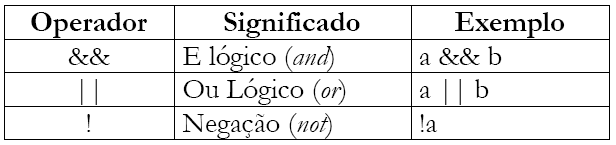 Operador Significado Exemplo
&& E lógico (and) a && b
|| Ou Lógico (or) a || b
! Negação (not) !a